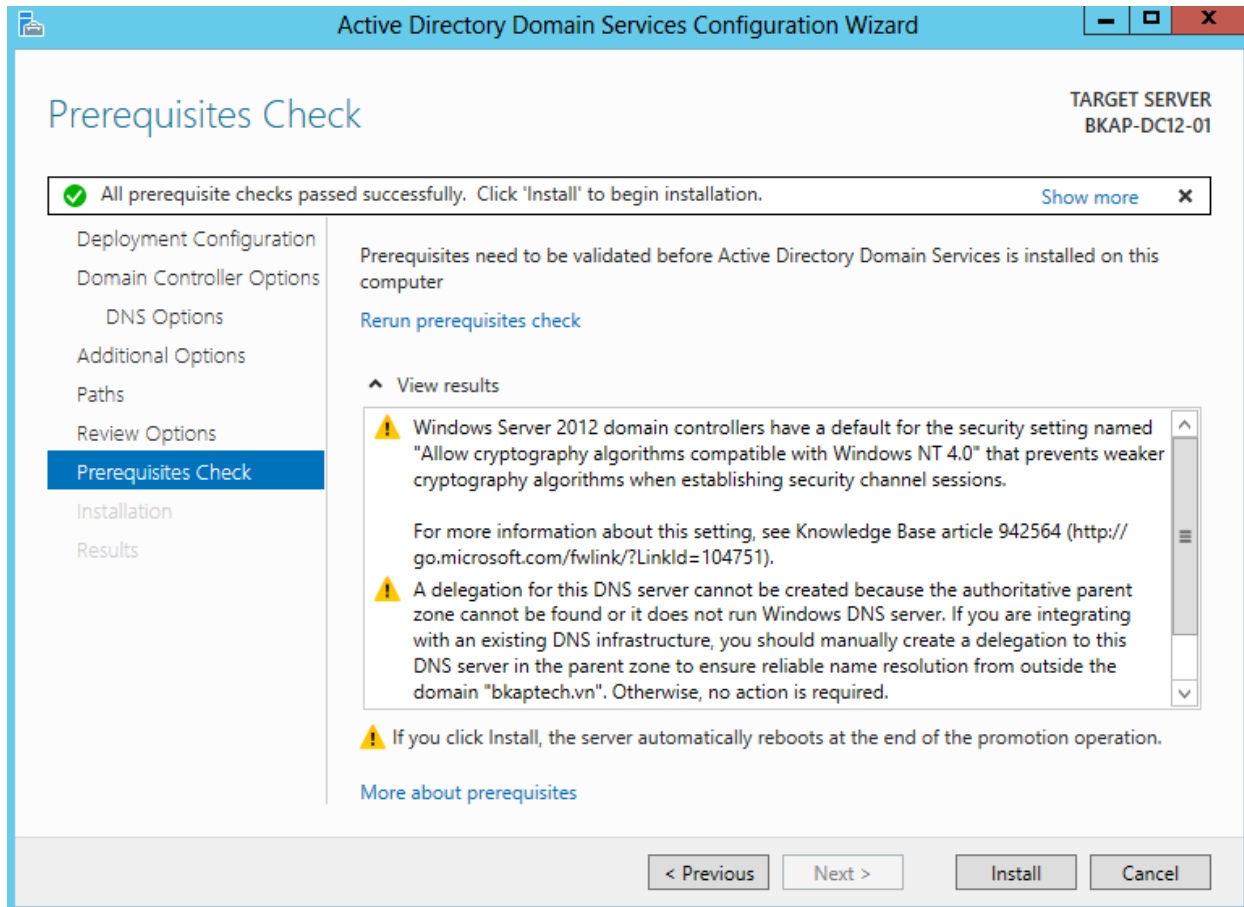 Active Directory Domain Services Configuration Wizard
Prerequisites Check
TARGET SERVER
BKAP-DC12-01
All prerequisite checks passed successfully.  Click 'Install' to begin installation.
Show more
Deployment Configuration
Domain Controller Options
DNS Options
Additional Options
Paths
Review Options
Prerequisites Check
Installation
Results
Prerequisites need to be validated before Active Directory Domain Services is installed on this
computer
Rerun prerequisites check
View results
Windows Server 2012 domain controllers have a default for the security setting named
"Allow cryptography algorithms compatible with Windows NT 4.0" that prevents weaker
cryptography algorithms when establishing security channel sessions.
For more information about this setting, see Knowledge Base article 942564 (http://
go.microsoft.com/fwlink/?LinkId=104751).
A delegation for this DNS server cannot be created because the authoritative parent
zone cannot be found or it does not run Windows DNS server. If you are integrating
with an existing DNS infrastructure, you should manually create a delegation to this
DNS server in the parent zone to ensure reliable name resolution from outside the
domain "bkaptech.vn". Otherwise, no action is required.
If you click Install, the server automatically reboots at the end of the promotion operation.
More about prerequisites
< Previous
Next >
Install
Cancel